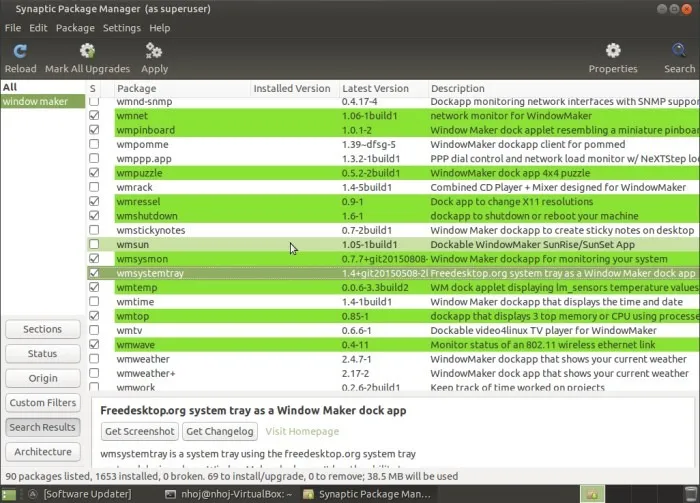 Synaptic Package Manager (as superuser)
File Edit Package Settings Help
Reload Mark All Upgrades Apply Properties Search
All
window maker
S Package Installed Version Latest Version Description
wmnd-snmp 0.4.17-4 Dockapp monitoring network interfaces with SNMP suppor
wmnet 1.06-1build1 network monitor for WindowMaker
wmpinboard 1.0.1-2 Window Maker dock applet resembling a miniature pinboar
wmpomme 1.39~dfsg-5 WindowMaker dockapp client for pommed
wmppp.app 1.3.2-1build1 PPP dial control and network load monitor w/ NeXTStep loo
wmpuzzle 0.5.2-2build1 WindowMaker dock app 4x4 puzzle
wmrack 1.4-5build1 Combined CD Player + Mixer designed for WindowMaker
wmressel 0.9-1 Dock app to change X11 resolutions
wmshutdown 1.6-1 dockapp to shutdown or reboot your machine
wmstickynotes 0.7-2build1 Window Maker dockapp to create sticky notes on desktop
wmsun 1.05-1build1 Dockable WindowMaker SunRise/SunSet App
wmsysmon 0.7.7+git20150808- Window Maker dockapp for monitoring your system
wmsystemtray 1.4+git20150508-2l Freedesktop.org system tray as a Window Maker dock app
wmtemp 0.0.6-3.3build2 WM dock applet displaying lm_sensors temperature values
wmtime 1.4-1build1 Window Maker dockapp that displays the time and date
wmtop 0.85-1 dockapp that displays 3 top memory or CPU using processe
wmtv 0.6.6-1 Dockable video4linux TV player for WindowMaker
wmwave 0.4-11 Monitor status of an 802.11 wireless ethernet link
wmweather 2.4.7-1 WindowMaker dockapp that shows your current weather
wmweather+ 2.17-2 WindowMaker dock app that shows your current weather
wmwork 0.2.6-2build1 Keep track of time worked on projects
Sections
Status
Origin
Custom Filters
Search Results
Architecture
Freedesktop.org system tray as a Window Maker dock app
Get Screenshot Get Changelog Visit Homepage
wmsystemtray is a system tray using the freedesktop.org system tray
90 packages listed, 1653 installed, 0 broken. 69 to install/upgrade, 0 to remove; 38.5 MB will be used
[Software Updater] nhoj@nhoj-VirtualBox: ~ Synaptic Package Man...